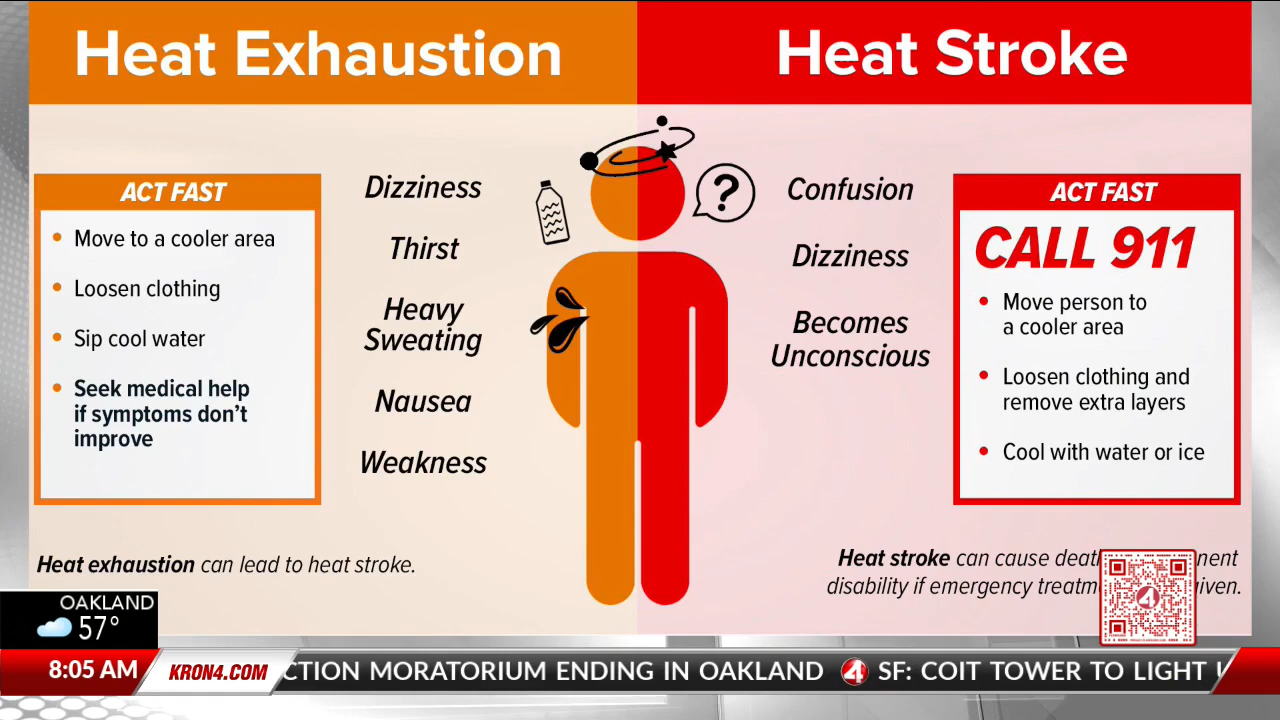 Heat Exhaustion
Heat Stroke
ACT FAST
• Move to a cooler area
• Loosen clothing
• Sip cool water
• Seek medical help
if symptoms don't
improve
Dizziness
Thirst
Heavy
Sweating
Nausea
Weakness
?
Confusion
Dizziness
Becomes
Unconscious
ACT FAST
CALL 911
• Move person to
a cooler area
• Loosen clothing and
remove extra layers
• Cool with water or ice
Heat exhaustion can lead to heat stroke.
Heat stroke can cause
disability if emergency
4
OAKLAND
57°
8:05 AM
KRON4.COM
MORATORIUM ENDING IN OAKLAND 4 SF: COIT TOWER TO LIGHT